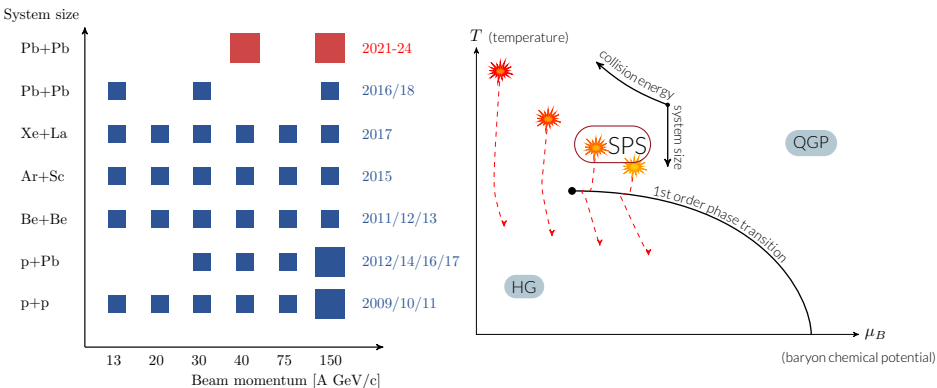 System size
Pb+Pb 2021-24
Pb+Pb 2016/18
Xe+La 2017
Ar+Sc 2015
Be+Be 2011/12/13
p+Pb 2012/14/16/17
p+p 2009/10/11
13 20 30 40 75 150
Beam momentum [A GeV/c]
T (temperature)
collision energy
system size
SPS
QGP
1st order phase transition
HG
μB
(baryon chemical potential)